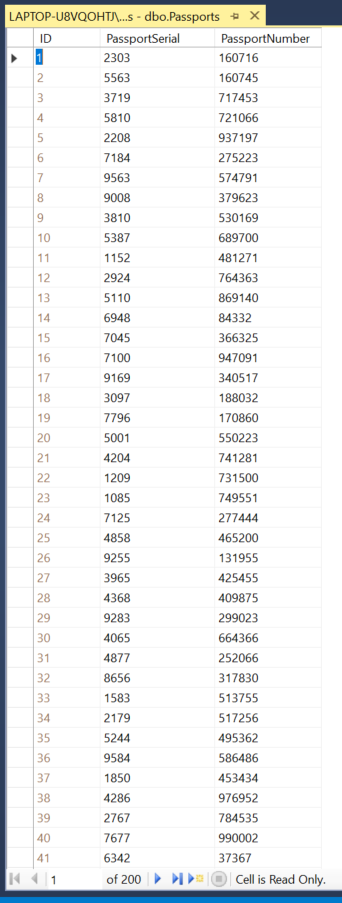 LAPTOP-U8VQOHTJ\...s - dbo.Passports
ID PassportSerial PassportNumber
1 2303 160716
2 5563 160745
3 3719 717453
4 5810 721066
5 2208 937197
6 7184 275223
7 9563 574791
8 9008 379623
9 3810 530169
10 5387 689700
11 1152 481271
12 2924 764363
13 5110 869140
14 6948 84332
15 7045 366325
16 7100 947091
17 9169 340517
18 3097 188032
19 7796 170860
20 5001 550223
21 4204 741281
22 1209 731500
23 1085 749551
24 7125 277444
25 4858 465200
26 9255 131955
27 3965 425455
28 4368 409875
29 9283 299023
30 4065 664366
31 4877 252066
32 8656 317830
33 1583 513755
34 2179 517256
35 5244 495362
36 9584 586486
37 1850 453434
38 4286 976952
39 2767 784535
40 7677 990002
41 6342 37367
1 of 200 Cell is Read Only.